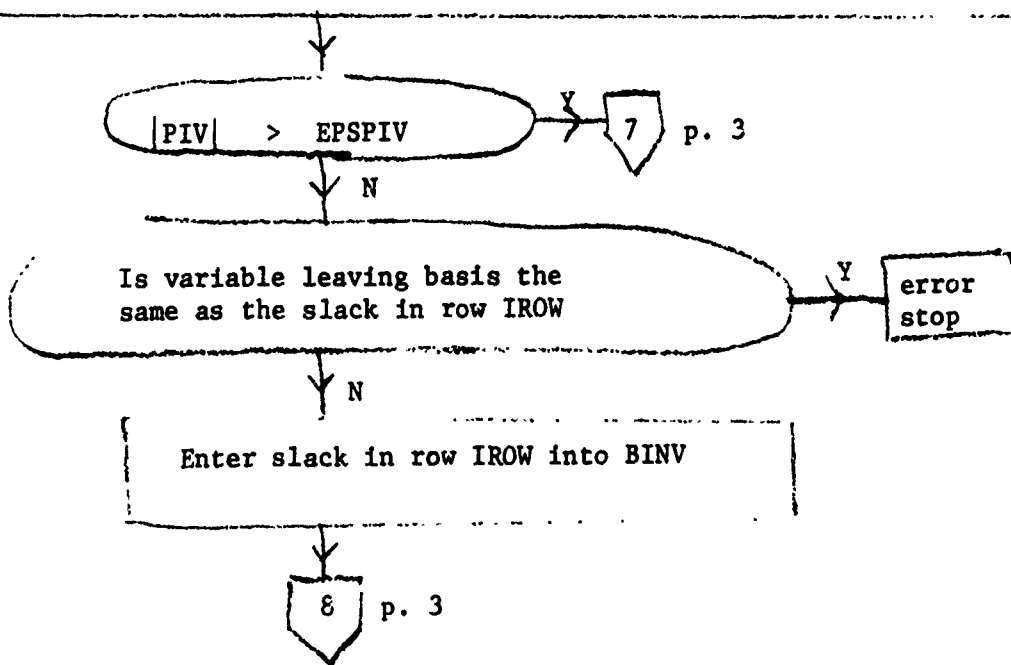 |PIV| > EPSPIV
Y
7
p. 3
N
Is variable leaving basis the
same as the slack in row IROW
Y
error
stop
N
Enter slack in row IROW into BINV
8
p. 3